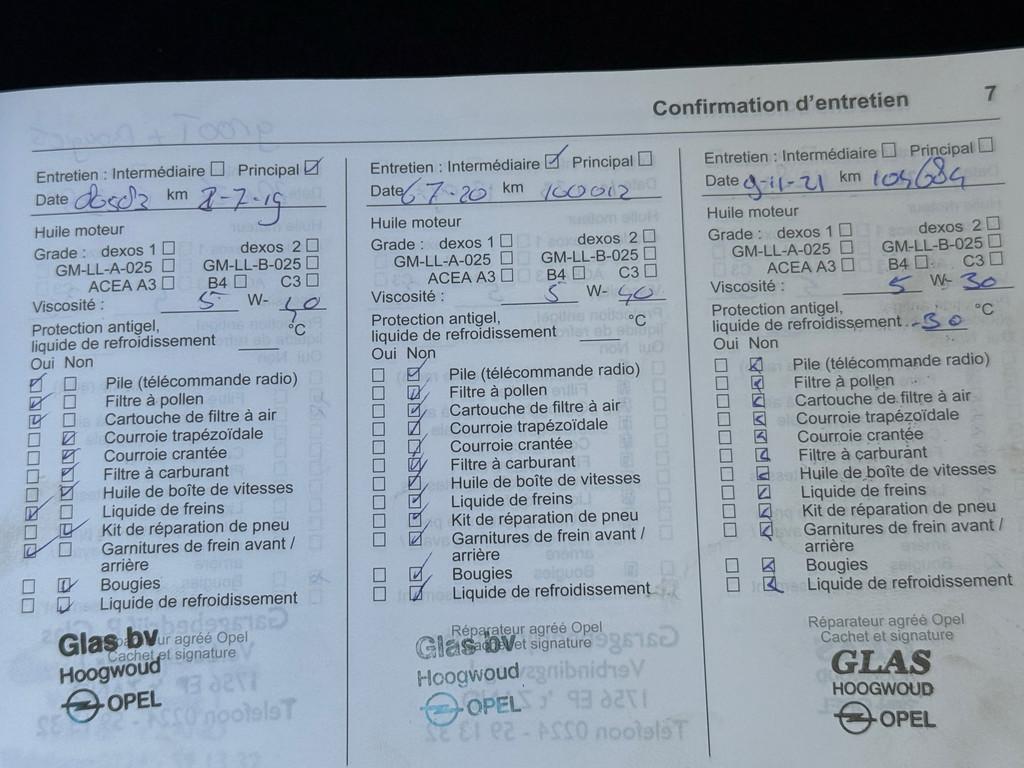 Confirmation d'entretien 7
Entretien : Intermédiaire Principal
Date km 2-7-19
Huile moteur
Grade : dexos 1 dexos 2
GM-LL-A-025 GM-LL-B-025
ACEA A3 B4 C3
Viscosité : 5 W- 40
Protection antigel, °C
liquide de refroidissement
Oui Non
Pile (télécommande radio)
Filtre à pollen
Cartouche de filtre à air
Courroie trapézoïdale
Courroie crantée
Filtre à carburant
Huile de boîte de vitesses
Liquide de freins
Kit de réparation de pneu
Garnitures de frein avant /
arrière
Bougies
Liquide de refroidissement
Réparateur agréé Opel
Cachet et signature
Glas bv
Hoogwoud
OPEL
Entretien : Intermédiaire Principal
Date 6-7-20 km 100012
Huile moteur
Grade : dexos 1 dexos 2
GM-LL-A-025 GM-LL-B-025
ACEA A3 B4 C3
Viscosité : 5 W- 40
Protection antigel, °C
liquide de refroidissement
Oui Non
Pile (télécommande radio)
Filtre à pollen
Cartouche de filtre à air
Courroie trapézoïdale
Courroie crantée
Filtre à carburant
Huile de boîte de vitesses
Liquide de freins
Kit de réparation de pneu
Garnitures de frein avant /
arrière
Bougies
Liquide de refroidissement
Réparateur agréé Opel
Cachet et signature
Glas bv
Hoogwoud
OPEL
Entretien : Intermédiaire Principal
Date 9-11-21 km 104684
Huile moteur
Grade : dexos 1 dexos 2
GM-LL-A-025 GM-LL-B-025
ACEA A3 B4 C3
Viscosité : 5 W- 30
Protection antigel, °C
liquide de refroidissement -30
Oui Non
Pile (télécommande radio)
Filtre à pollen
Cartouche de filtre à air
Courroie trapézoïdale
Courroie crantée
Filtre à carburant
Huile de boîte de vitesses
Liquide de freins
Kit de réparation de pneu
Garnitures de frein avant /
arrière
Bougies
Liquide de refroidissement
Réparateur agréé Opel
Cachet et signature
GLAS
HOOGWOUD
OPEL